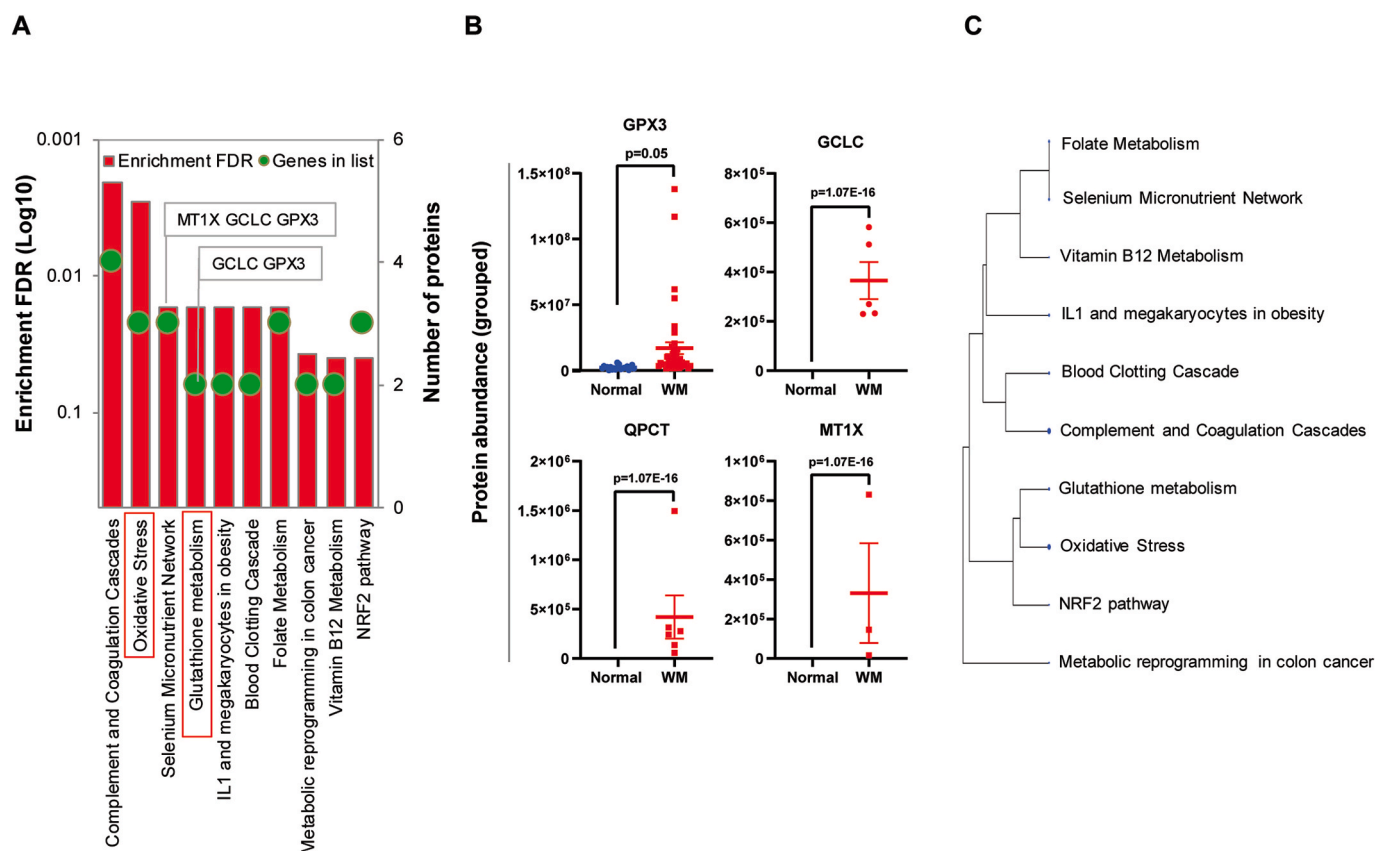 A
B
C
0.001
0.01
0.1
Enrichment FDR (Log10)
Enrichment FDR
Genes in list
MT1X GCLC GPX3
GCLC GPX3
6
4
2
0
Number of proteins
Complement and Coagulation Cascades
Oxidative Stress
Selenium Micronutrient Network
Glutathione metabolism
IL1 and megakaryocytes in obesity
Blood Clotting Cascade
Folate Metabolism
Metabolic reprogramming in colon cancer
Vitamin B12 Metabolism
NRF2 pathway
Protein abundance (grouped)
GPX3
p=0.05
1.5×10⁸
1×10⁸
5×10⁷
0
Normal WM
GCLC
p=1.07E-16
8×10⁵
6×10⁵
4×10⁵
2×10⁵
0
Normal WM
QPCT
p=1.07E-16
2×10⁶
1×10⁶
1×10⁶
5×10⁵
0
Normal WM
MT1X
p=1.07E-16
1×10⁶
8×10⁵
6×10⁵
4×10⁵
2×10⁵
0
Normal WM
Folate Metabolism
Selenium Micronutrient Network
Vitamin B12 Metabolism
IL1 and megakaryocytes in obesity
Blood Clotting Cascade
Complement and Coagulation Cascades
Glutathione metabolism
Oxidative Stress
NRF2 pathway
Metabolic reprogramming in colon cancer